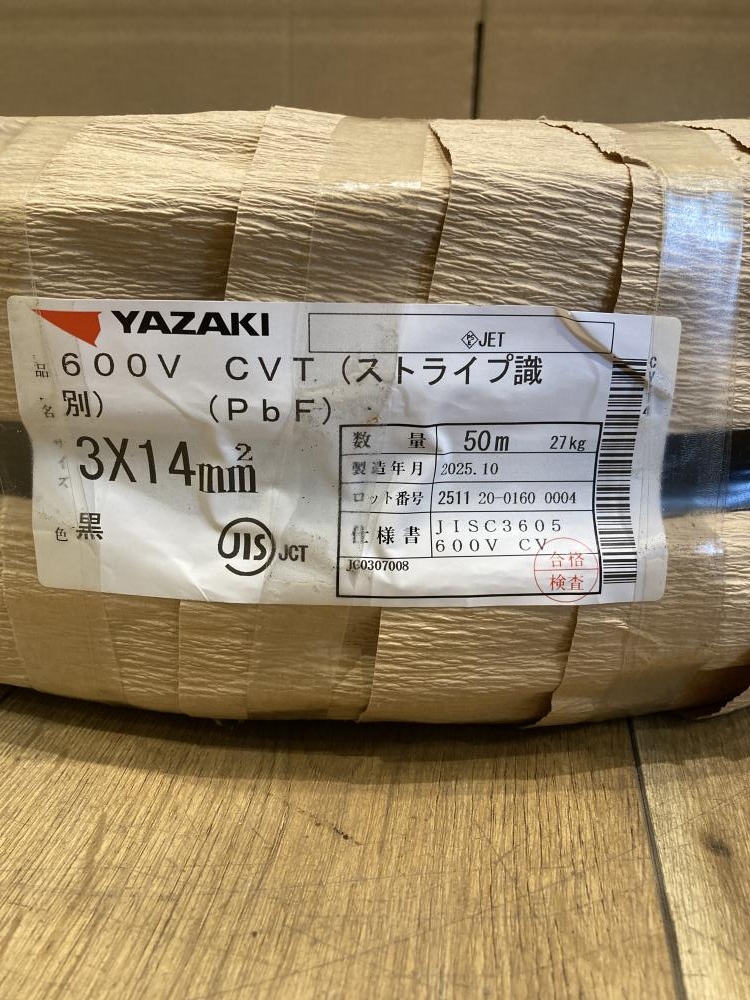 YAZAKI
PSE JET
品名 600V CVT (ストライプ識
別) (PbF)
サイズ 3X14mm²
色 黒
JIS JCT
数量 50m 27kg
製造年月 2025.10
ロット番号 2511 20-0160 0004
仕様書 JISC3605
600V CV
JC0307008
合格
検査